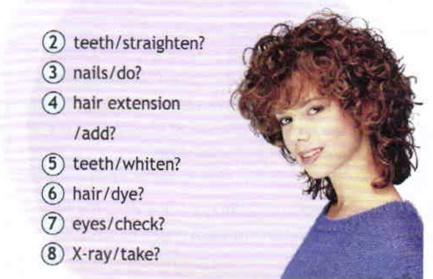 2 teeth/straighten?
3 nails/do?
4 hair extension
/add?
5 teeth/whiten?
6 hair/dye?
7 eyes/check?
8 X-ray/take?